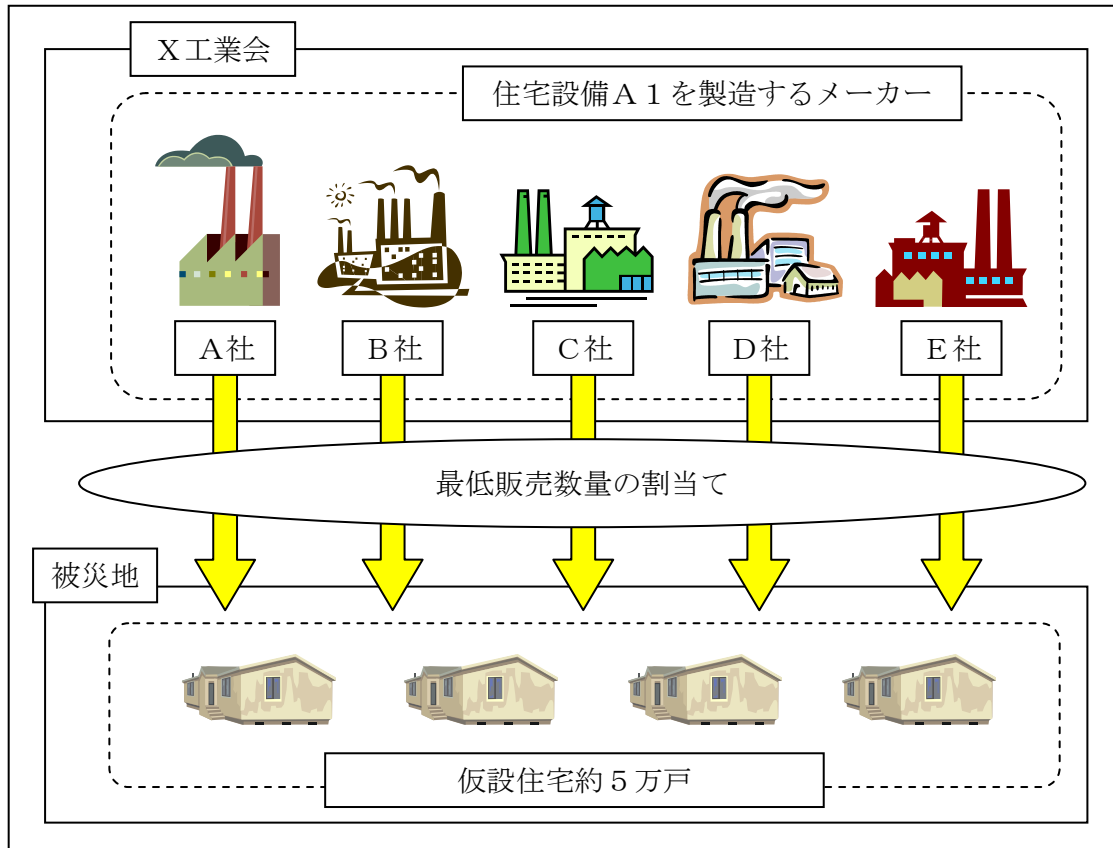 X工業会
住宅設備A1を製造するメーカー
A社
B社
C社
D社
E社
最低販売数量の割当て
被災地
仮設住宅約5万戸